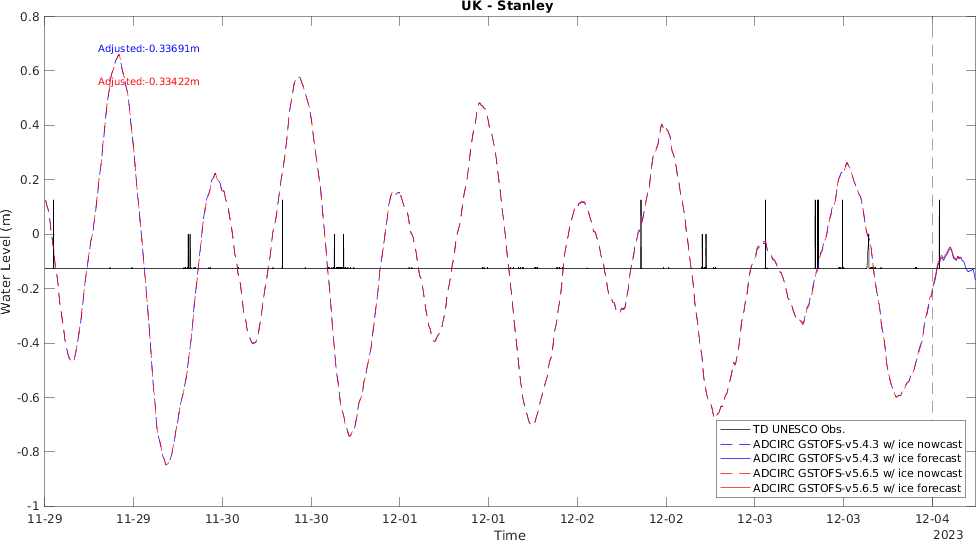 UK - Stanley
Adjusted:-0.33691m
Adjusted:-0.33422m
Water Level (m)
0.8
0.6
0.4
0.2
0
-0.2
-0.4
-0.6
-0.8
-1
TD UNESCO Obs.
ADCIRC GSTOFS-v5.4.3 w/ ice nowcast
ADCIRC GSTOFS-v5.4.3 w/ ice forecast
ADCIRC GSTOFS-v5.6.5 w/ ice nowcast
ADCIRC GSTOFS-v5.6.5 w/ ice forecast
11-29 11-29 11-30 11-30 12-01 12-01 12-02 12-02 12-03 12-03 12-04
2023
Time